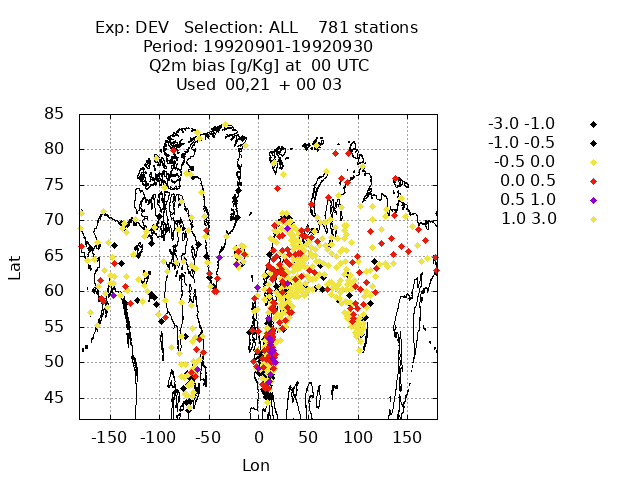 Exp: DEV Selection: ALL 781 stations
Period: 19920901-19920930
Q2m bias [g/Kg] at 00 UTC
Used 00,21 + 00 03
85
80
75
70
65
60
55
50
45
Lat
-150 -100 -50 0 50 100 150
Lon
-3.0 -1.0
-1.0 -0.5
-0.5 0.0
0.0 0.5
0.5 1.0
1.0 3.0